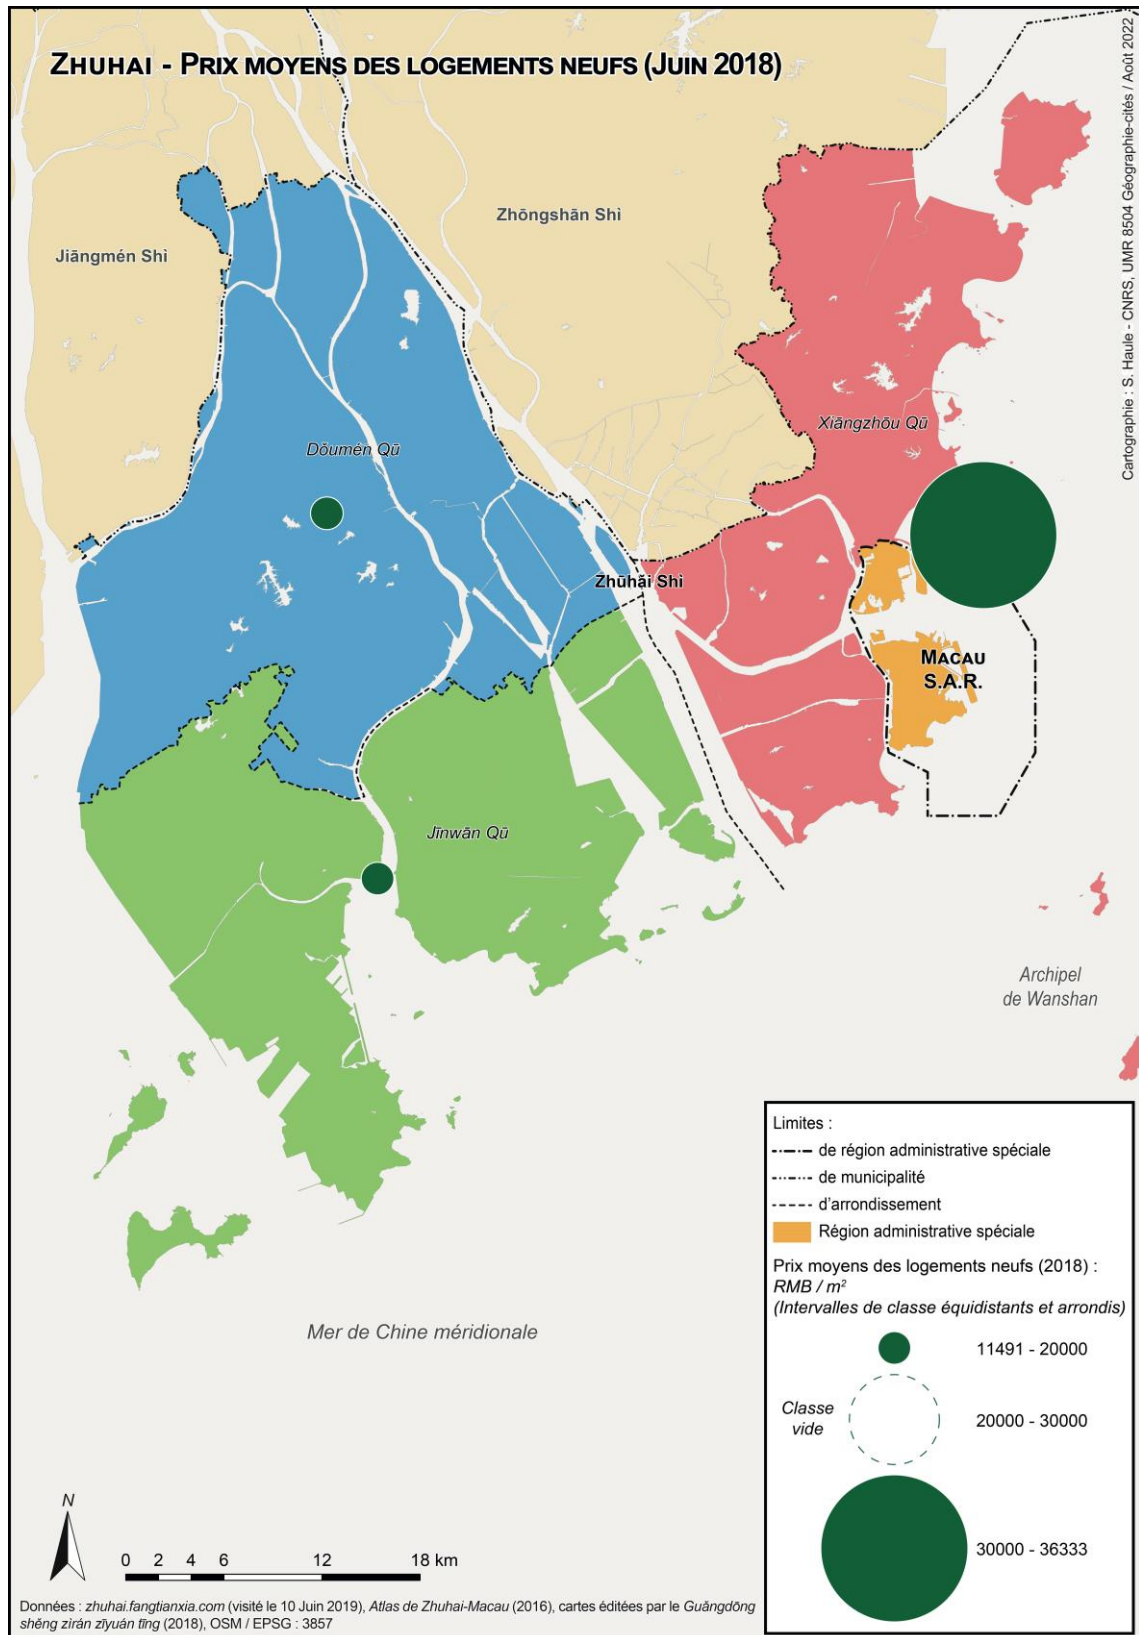 ZHUHAI - PRIX MOYENS DES LOGEMENTS NEUFS (JUIN 2018)
Cartographie : S. Haule - CNRS, UMR 8504 Géographie-cités / Août 2022
Zhōngshān Shì
Jiāngmén Shì
Xiāngzhōu Qū
Dǒumén Qū
Zhūhǎi Shì
MACAU
S.A.R.
Jīnwān Qū
Archipel
de Wanshan
Mer de Chine méridionale
Limites :
de région administrative spéciale
de municipalité
d'arrondissement
Région administrative spéciale
Prix moyens des logements neufs (2018) :
RMB / m²
(Intervalles de classe équidistants et arrondis)
11491 - 20000
Classe
vide
20000 - 30000
30000 - 36333
N
0 2 4 6 12 18 km
Données : zhuhai.fangtianxia.com (visité le 10 Juin 2019), Atlas de Zhuhai-Macau (2016), cartes éditées par le Guǎngdōng
shěng zìrán zīyuán tīng (2018), OSM / EPSG : 3857